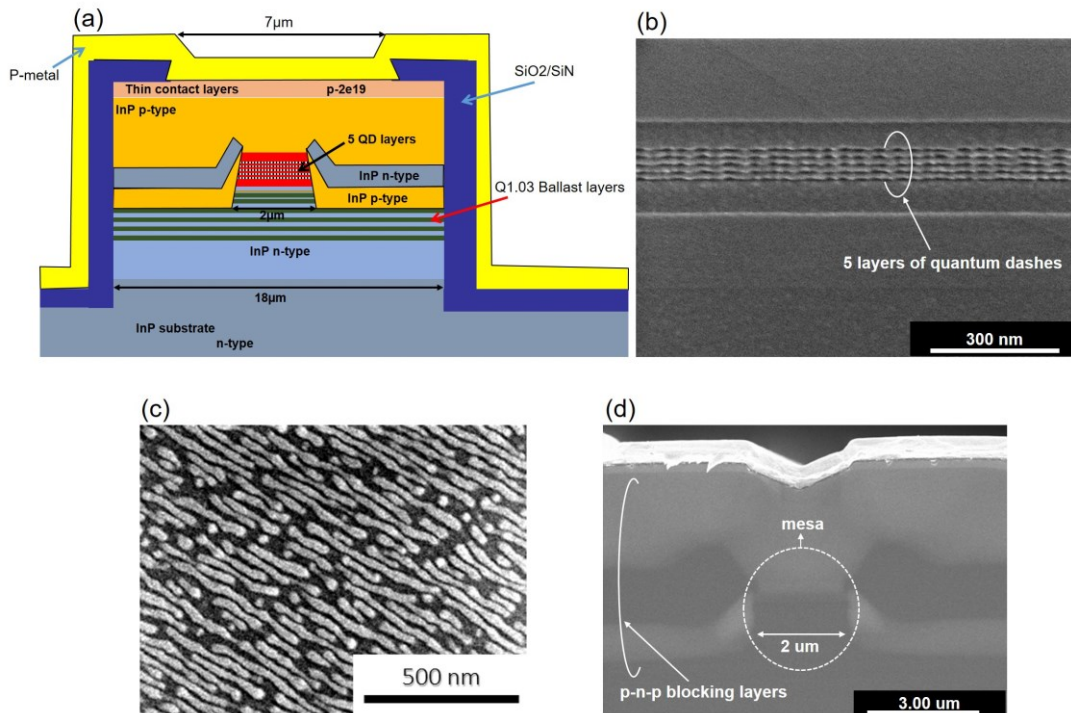 (a)
7μm
P-metal
SiO2/SiN
Thin contact layers p-2e19
InP p-type
5 QD layers
InP n-type
Q1.03 Ballast layers
InP p-type
2μm
InP n-type
18μm
InP substrate
n-type
(b)
5 layers of quantum dashes
300 nm
(c)
500 nm
(d)
mesa
2 um
p-n-p blocking layers
3.00 um